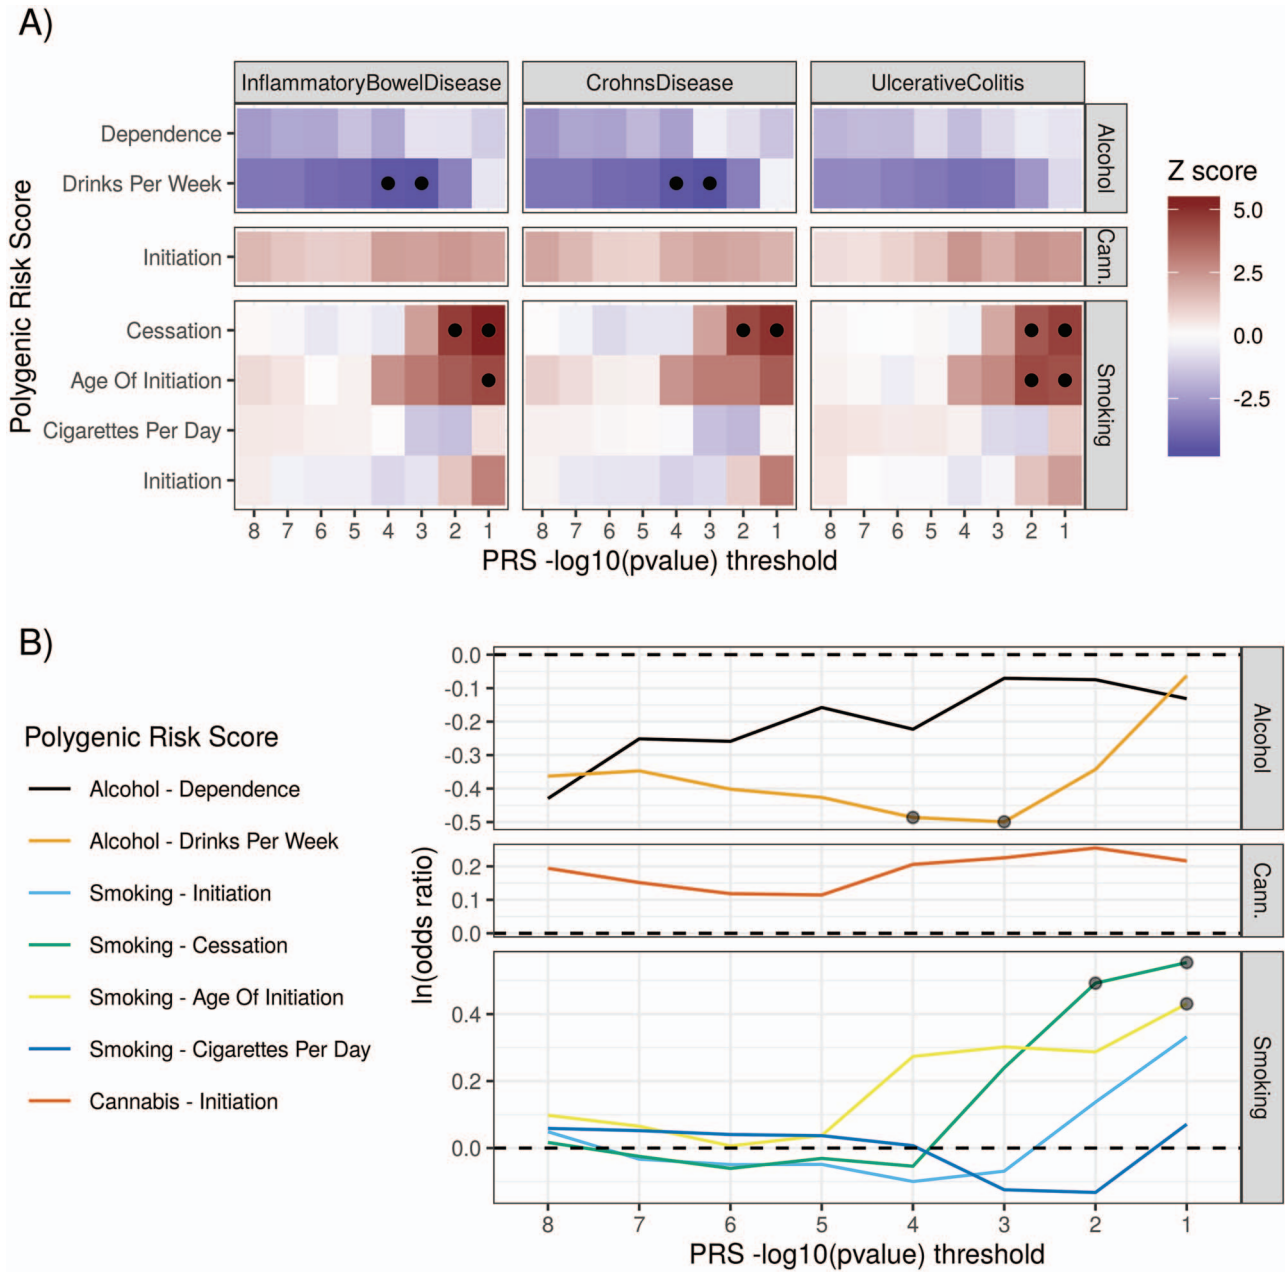 A)
InflammatoryBowelDisease CrohnsDisease UlcerativeColitis
Polygenic Risk Score
Dependence
Drinks Per Week
Alcohol
Initiation
Cann.
Cessation
Age Of Initiation
Cigarettes Per Day
Initiation
Smoking
8 7 6 5 4 3 2 1 8 7 6 5 4 3 2 1 8 7 6 5 4 3 2 1
PRS -log10(pvalue) threshold
Z score
5.0
2.5
0.0
-2.5
B)
Polygenic Risk Score
Alcohol - Dependence
Alcohol - Drinks Per Week
Smoking - Initiation
Smoking - Cessation
Smoking - Age Of Initiation
Smoking - Cigarettes Per Day
Cannabis - Initiation
ln(odds ratio)
0.0
-0.1
-0.2
-0.3
-0.4
-0.5
Alcohol
0.2
0.1
0.0
Cann.
0.4
0.2
0.0
Smoking
8 7 6 5 4 3 2 1
PRS -log10(pvalue) threshold